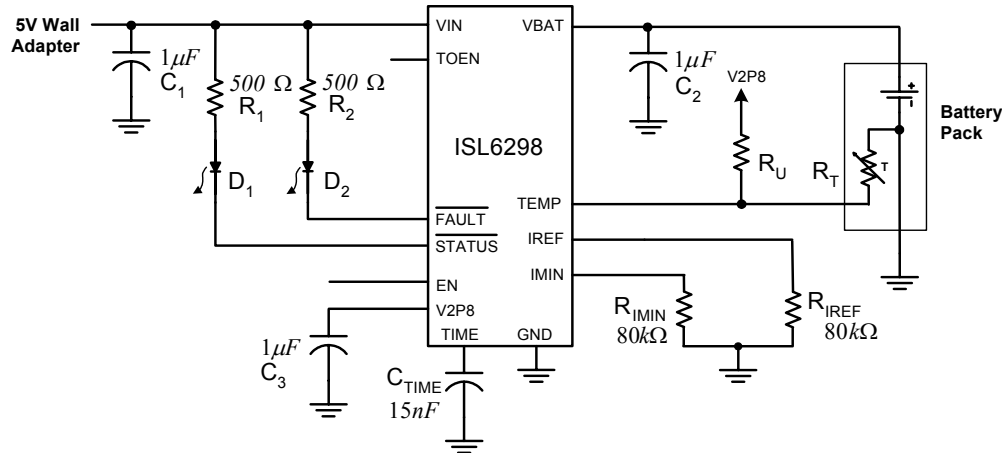 5V Wall
Adapter
1µF
C1
500 Ω
R1
500 Ω
R2
D1
D2
VIN
TOEN
ISL6298
FAULT
STATUS
EN
V2P8
TIME
GND
VBAT
TEMP
IREF
IMIN
1µF
C2
V2P8
RU
RT
T
+
Battery
Pack
RIMIN
80kΩ
RIREF
80kΩ
1µF
C3
CTIME
15nF